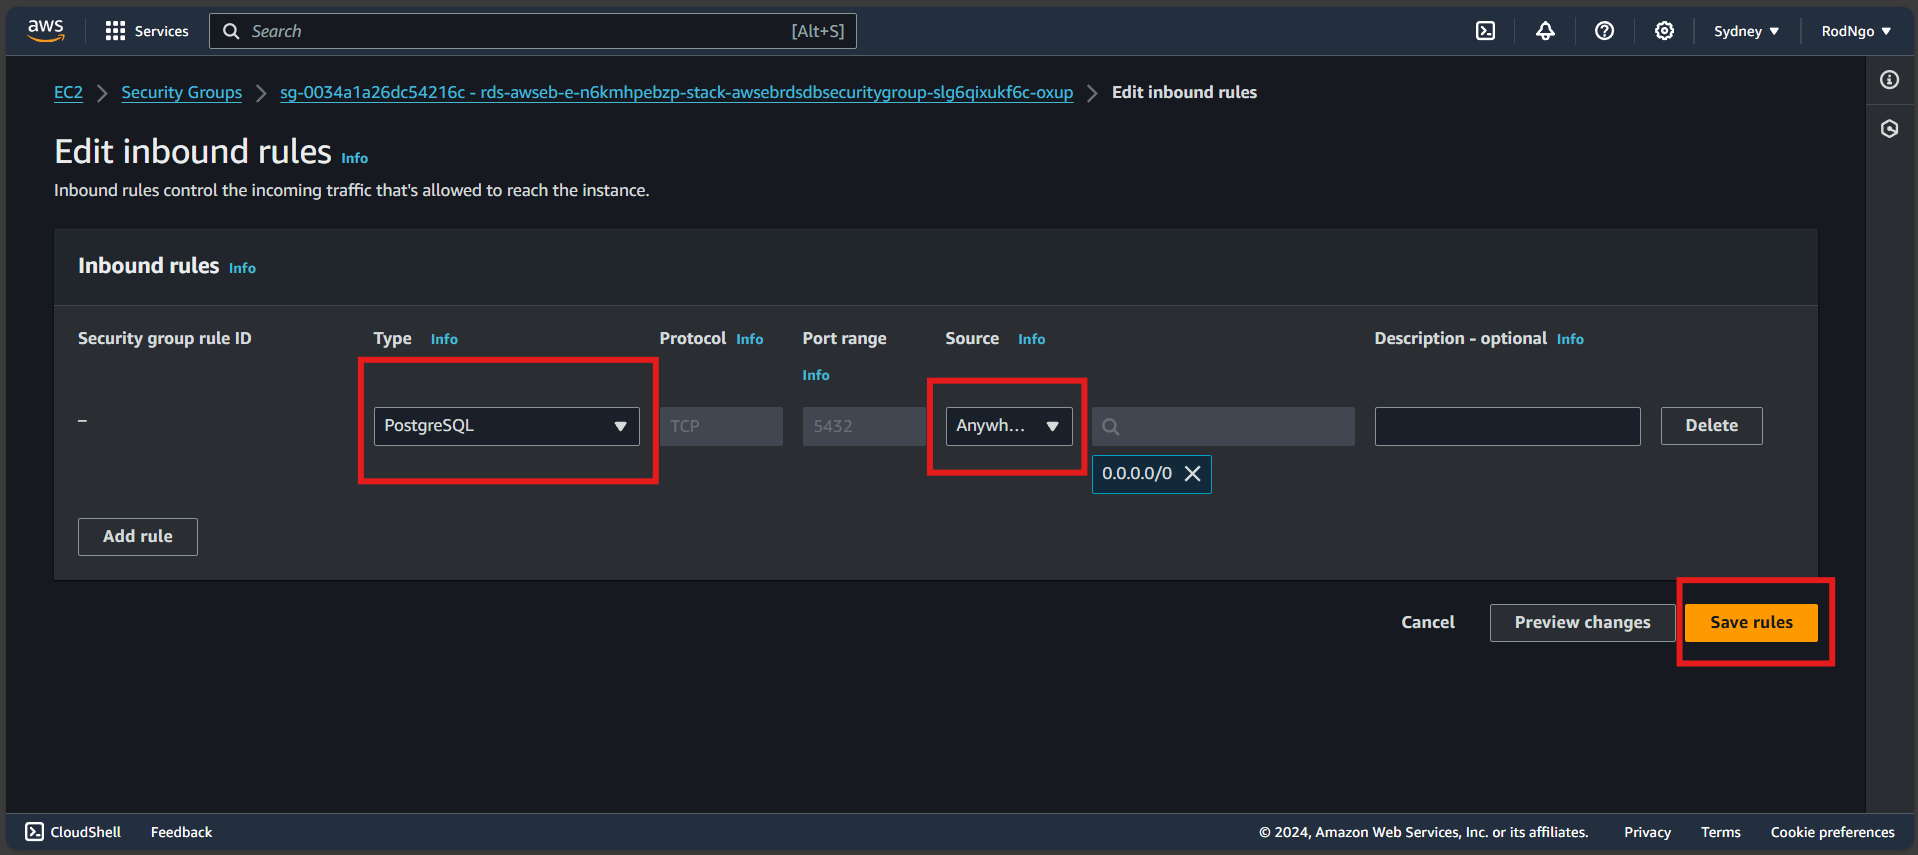 aws Services Search [Alt+S] Sydney RodNgo
EC2 Security Groups sg-0034a1a26dc54216c - rds-awseb-e-n6kmhpebzp-stack-awsebrdsdbsecuritygroup-slg6qixukf6c-oxup Edit inbound rules
Edit inbound rules Info
Inbound rules control the incoming traffic that's allowed to reach the instance.
Inbound rules Info
Security group rule ID Type Info Protocol Info Port range Source Info Description - optional Info
Info
– PostgreSQL TCP 5432 Anywh... Delete
0.0.0.0/0
Add rule
Cancel Preview changes Save rules
CloudShell Feedback © 2024, Amazon Web Services, Inc. or its affiliates. Privacy Terms Cookie preferences